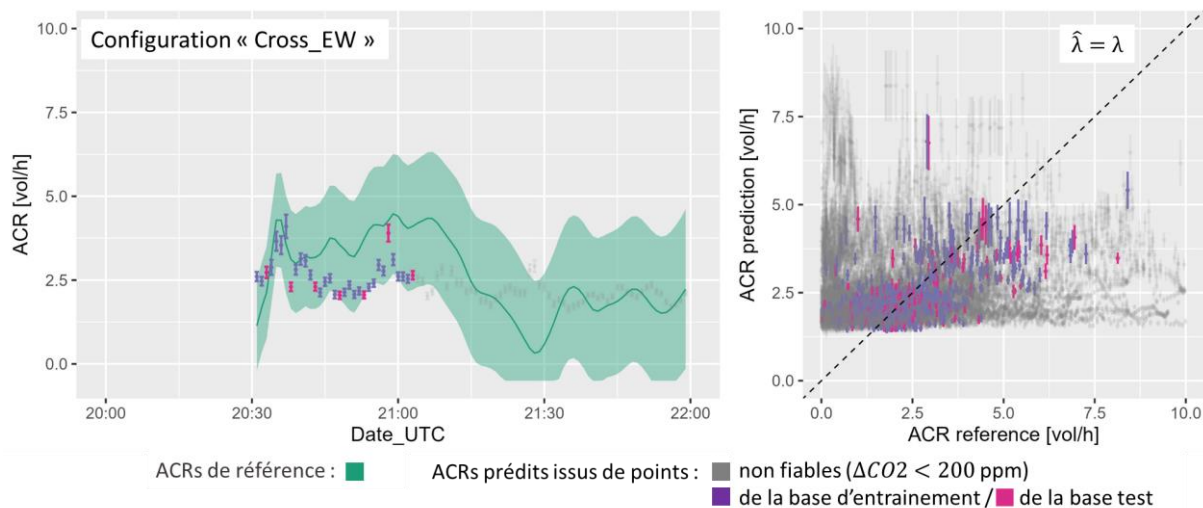 Configuration « Cross_EW »
ACR [vol/h]
10.0
7.5
5.0
2.5
0.0
20:00
20:30
21:00
21:30
22:00
Date_UTC
λ̂ = λ
ACR prediction [vol/h]
10.0
7.5
5.0
2.5
0.0
0.0
2.5
5.0
7.5
10.0
ACR reference [vol/h]
ACRs de référence :
ACRs prédits issus de points :
non fiables (ΔCO2 < 200 ppm)
de la base d’entrainement / de la base test